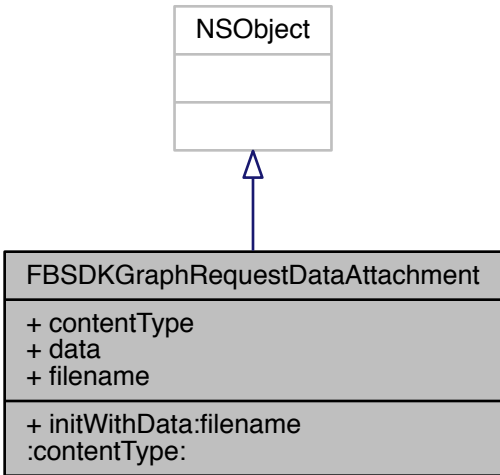 NSObject
FBSDKGraphRequestDataAttachment
+ contentType
+ data
+ filename
+ initWithData:filename
:contentType: